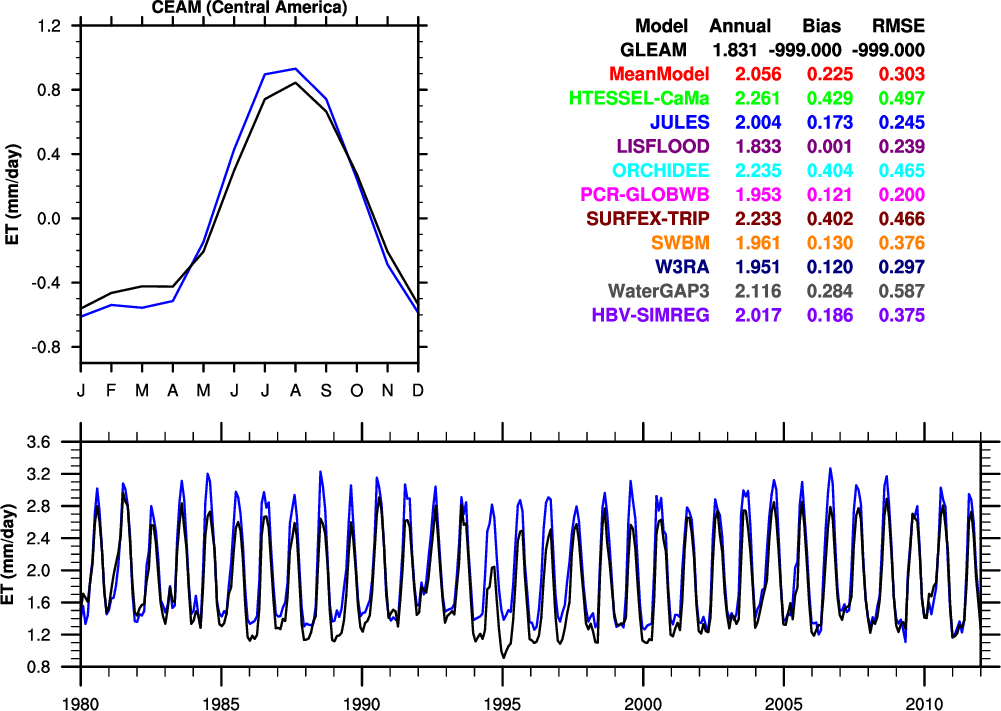 CEAM (Central America)
ET (mm/day)
1.2
0.8
0.4
0.0
-0.4
-0.8
J F M A M J J A S O N D
Model Annual Bias RMSE
GLEAM 1.831 -999.000 -999.000
MeanModel 2.056 0.225 0.303
HTESSEL-CaMa 2.261 0.429 0.497
JULES 2.004 0.173 0.245
LISFLOOD 1.833 0.001 0.239
ORCHIDEE 2.235 0.404 0.465
PCR-GLOBWB 1.953 0.121 0.200
SURFEX-TRIP 2.233 0.402 0.466
SWBM 1.961 0.130 0.376
W3RA 1.951 0.120 0.297
WaterGAP3 2.116 0.284 0.587
HBV-SIMREG 2.017 0.186 0.375
ET (mm/day)
3.6
3.2
2.8
2.4
2.0
1.6
1.2
0.8
1980 1985 1990 1995 2000 2005 2010